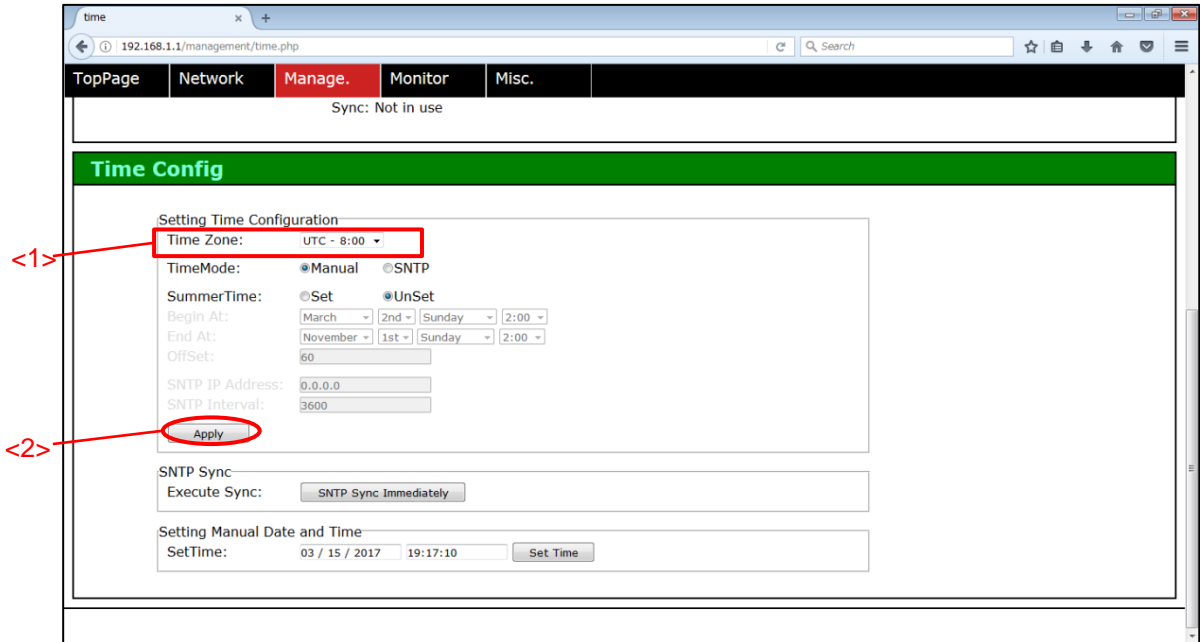 time
192.168.1.1/management/time.php
Search
TopPage Network Manage. Monitor Misc.
Sync: Not in use
Time Config
Setting Time Configuration
<1>
Time Zone: UTC - 8:00
TimeMode: Manual SNTP
SummerTime: Set UnSet
Begin At: March 2nd Sunday 2:00
End At: November 1st Sunday 2:00
OffSet: 60
SNTP IP Address: 0.0.0.0
SNTP Interval: 3600
<2>
Apply
SNTP Sync
Execute Sync: SNTP Sync Immediately
Setting Manual Date and Time
SetTime: 03 / 15 / 2017 19:17:10 Set Time